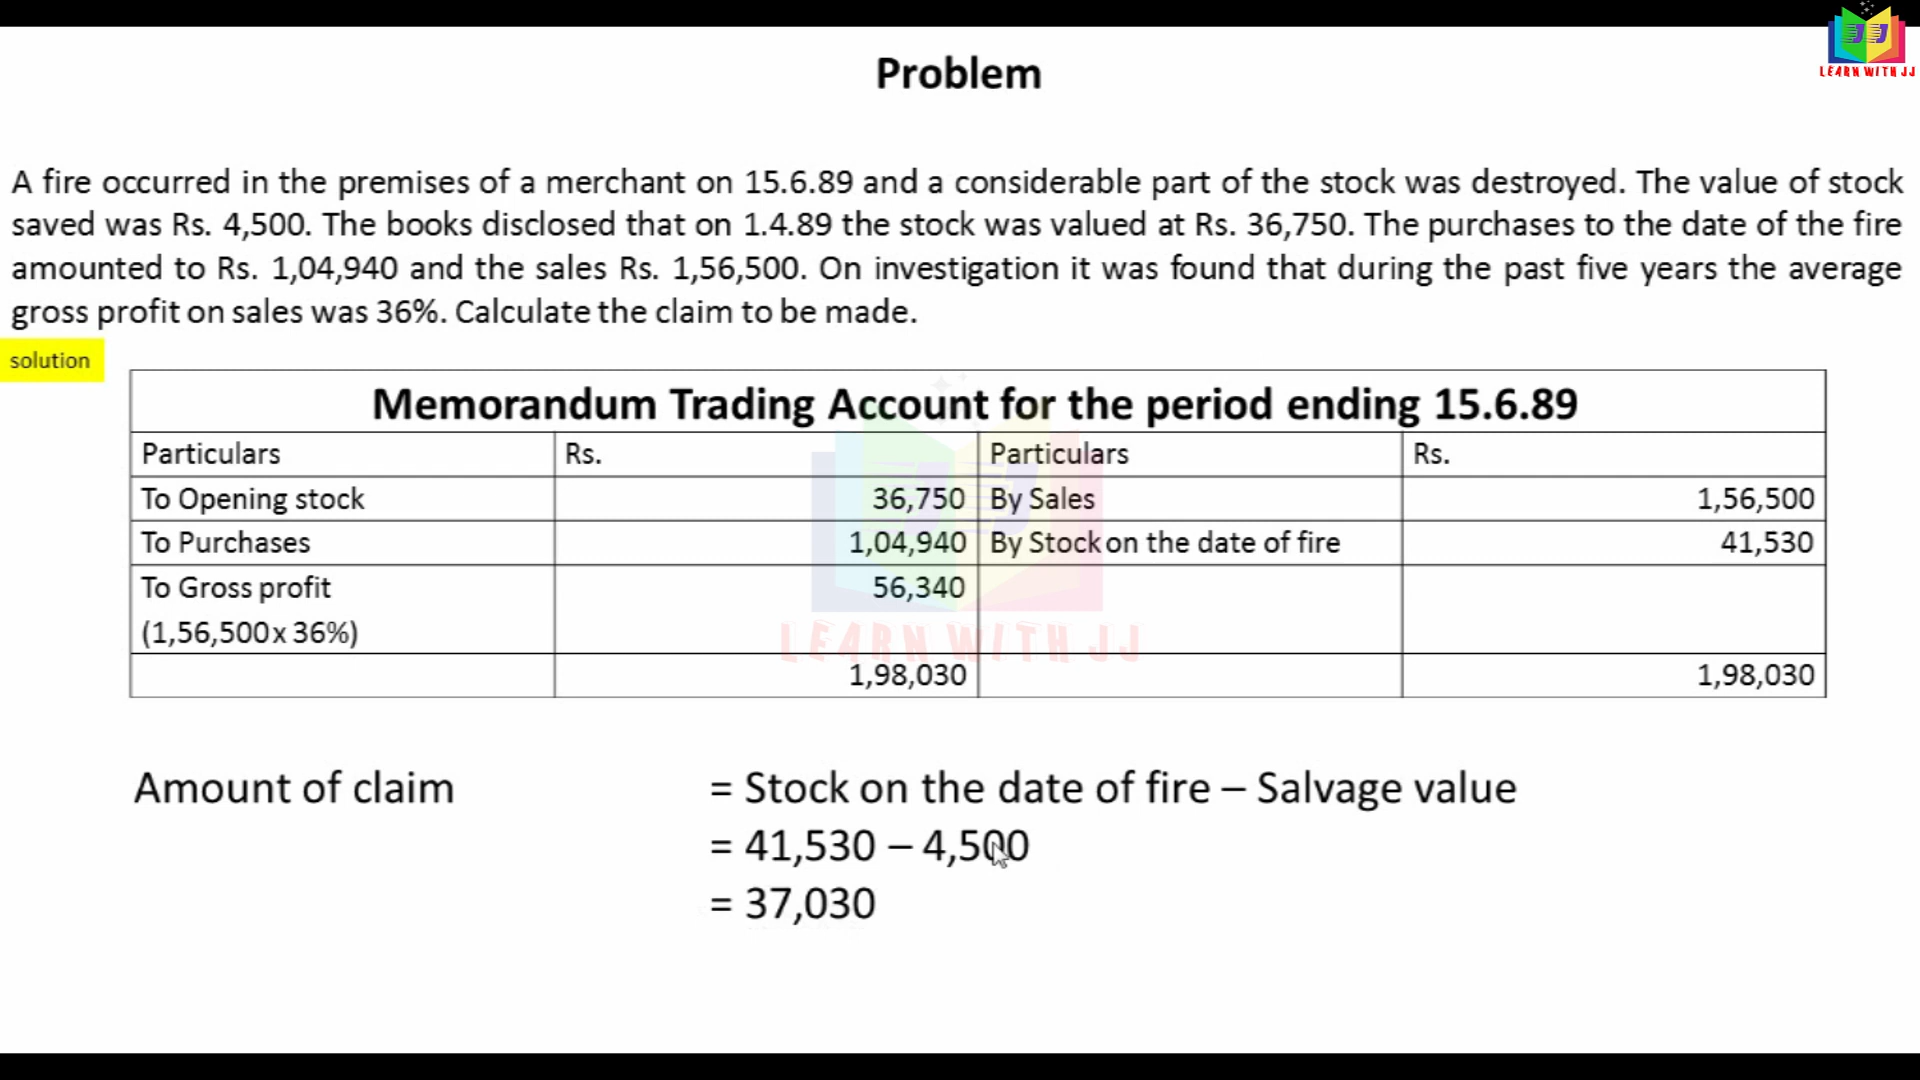 LEARN WITH JJ
Problem
A fire occurred in the premises of a merchant on 15.6.89 and a considerable part of the stock was destroyed. The value of stock
saved was Rs. 4,500. The books disclosed that on 1.4.89 the stock was valued at Rs. 36,750. The purchases to the date of the fire
amounted to Rs. 1,04,940 and the sales Rs. 1,56,500. On investigation it was found that during the past five years the average
gross profit on sales was 36%. Calculate the claim to be made.
solution
Memorandum Trading Account for the period ending 15.6.89
Particulars Rs. Particulars Rs.
To Opening stock 36,750 By Sales 1,56,500
To Purchases 1,04,940 By Stock on the date of fire 41,530
To Gross profit 56,340
(1,56,500x 36%)
LEARN WITH JJ
1,98,030 1,98,030
Amount of claim = Stock on the date of fire – Salvage value
= 41,530 – 4,500
= 37,030